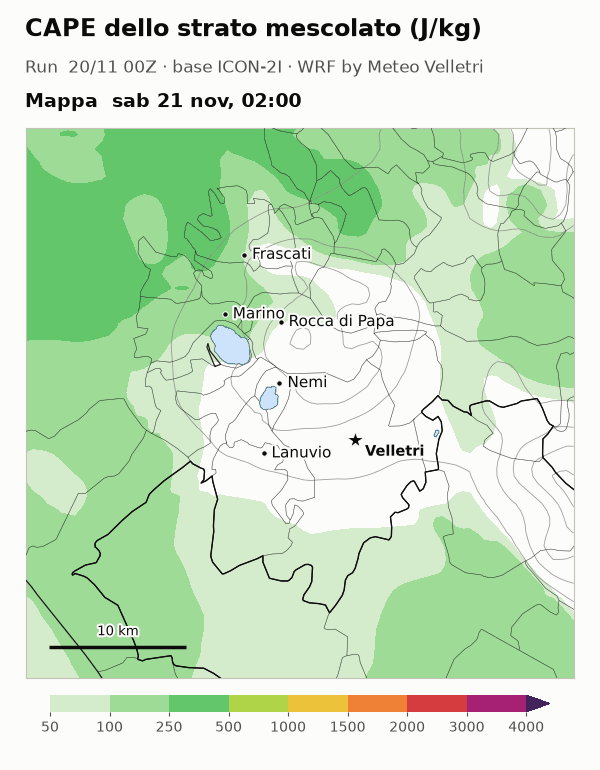 CAPE dello strato mescolato (J/kg)
Run  20/11 00Z · base ICON-2I · WRF by Meteo Velletri
Mappa  sab 21 nov, 02:00
Frascati
Marino
Rocca di Papa
Nemi
Velletri
Lanuvio
10 km
50 100 250 500 1000 1500 2000 3000 4000